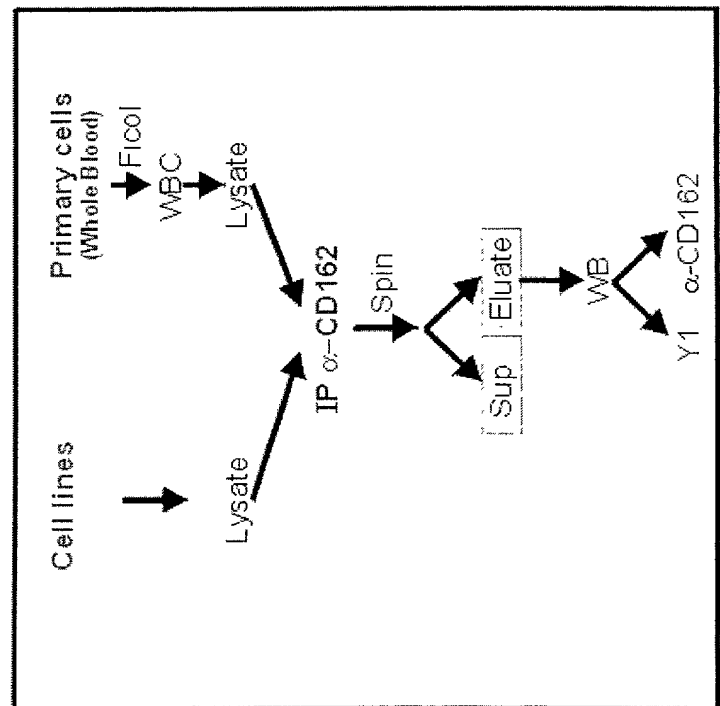 Cell lines
Primary cells
(Whole Blood)
Ficol
WBC
Lysate
Lysate
IP α-CD162
Spin
Sup
Eluate
WB
Y1
α-CD162